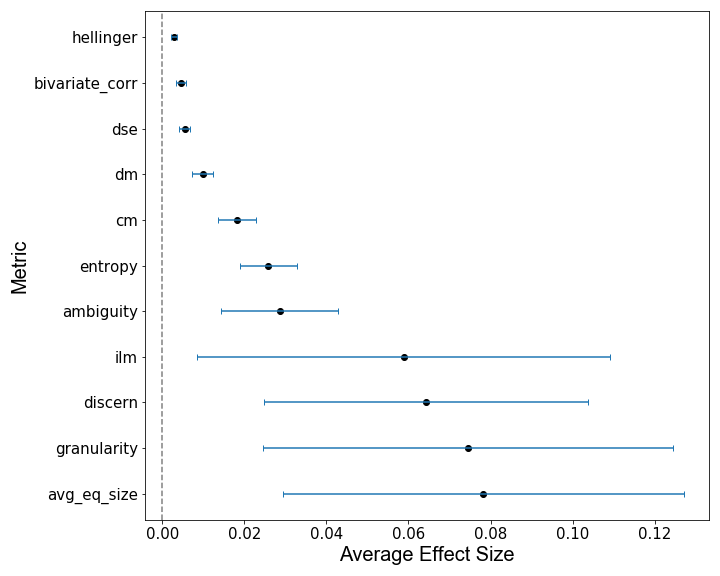 hellinger
bivariate_corr
dse
dm
cm
entropy
ambiguity
ilm
discern
granularity
avg_eq_size
Metric
0.00 0.02 0.04 0.06 0.08 0.10 0.12
Average Effect Size